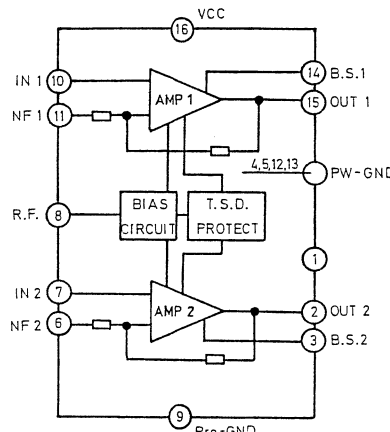 VCC
16
IN 1 10
14 B.S.1
AMP 1
15 OUT 1
NF 1 11
4,5,12,13
PW-GND
R.F. 8
BIAS CIRCUIT
T.S.D. PROTECT
1
IN 2 7
AMP 2
2 OUT 2
NF 2 6
3 B.S.2
9
Pre-GND